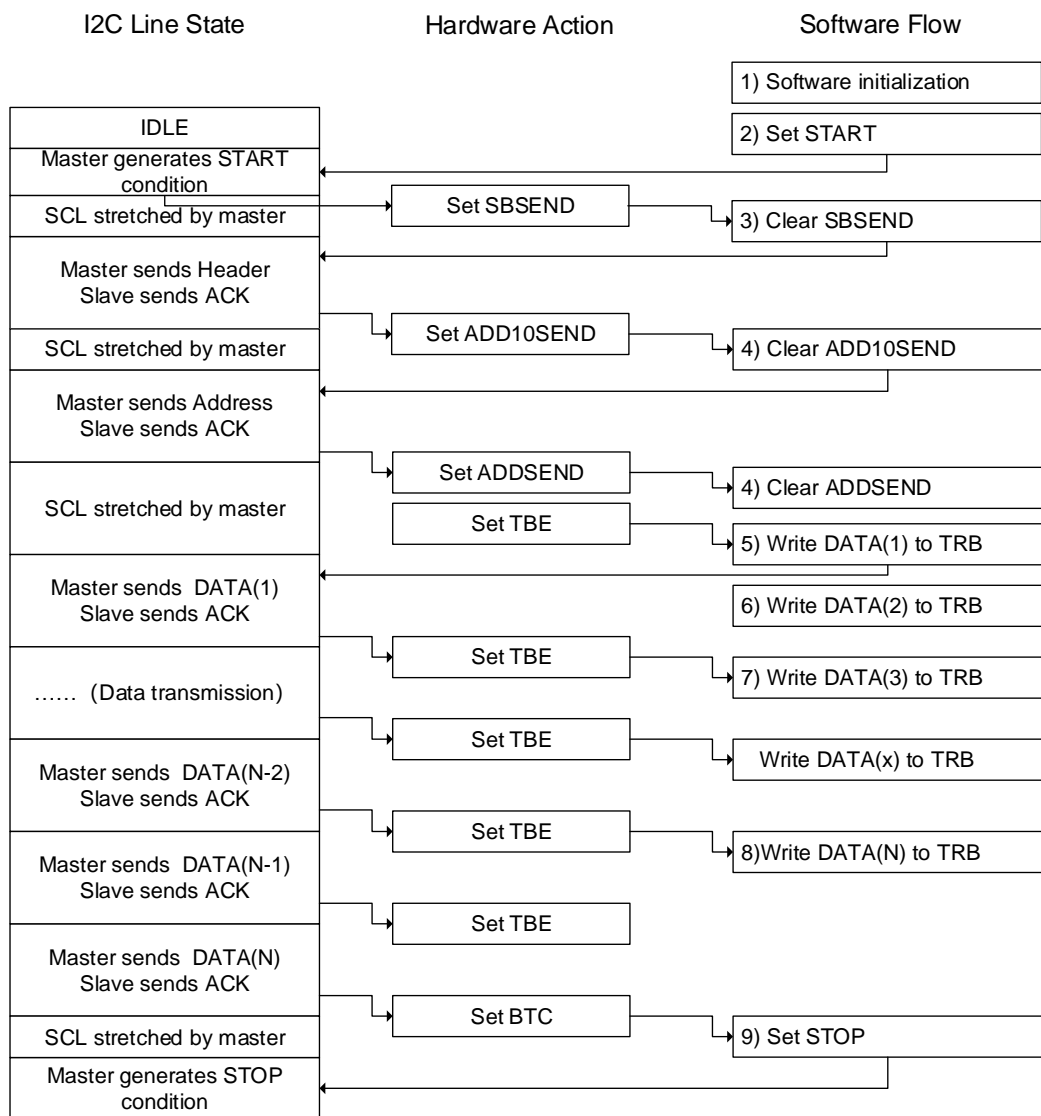 I2C Line State
Hardware Action
Software Flow
1) Software initialization
IDLE
2) Set START
Master generates START
condition
SCL stretched by master
Set SBSEND
3) Clear SBSEND
Master sends Header
Slave sends ACK
SCL stretched by master
Set ADD10SEND
4) Clear ADD10SEND
Master sends Address
Slave sends ACK
SCL stretched by master
Set ADDSEND
4) Clear ADDSEND
Set TBE
5) Write DATA(1) to TRB
Master sends DATA(1)
Slave sends ACK
6) Write DATA(2) to TRB
Set TBE
7) Write DATA(3) to TRB
...... (Data transmission)
Set TBE
Write DATA(x) to TRB
Master sends DATA(N-2)
Slave sends ACK
Set TBE
8)Write DATA(N) to TRB
Master sends DATA(N-1)
Slave sends ACK
Set TBE
Master sends DATA(N)
Slave sends ACK
Set BTC
9) Set STOP
SCL stretched by master
Master generates STOP
condition